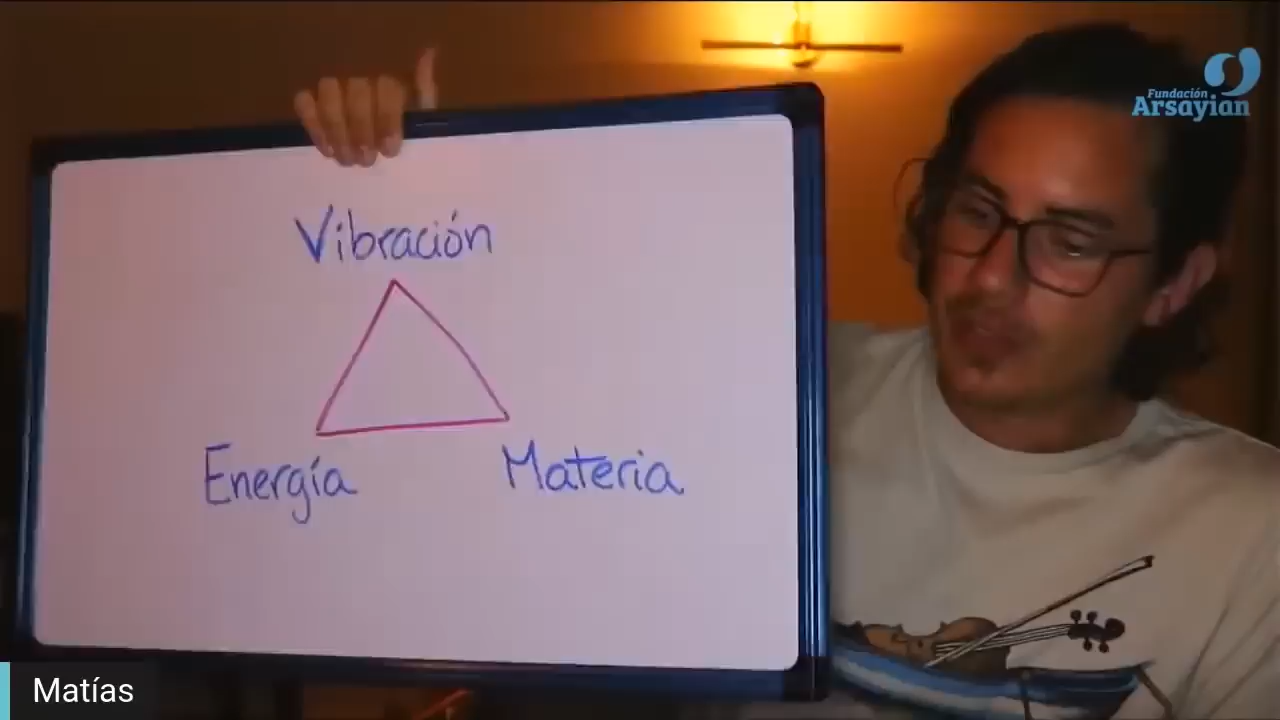 Fundación
Arsayian
Vibración
Energía
Materia
Matías